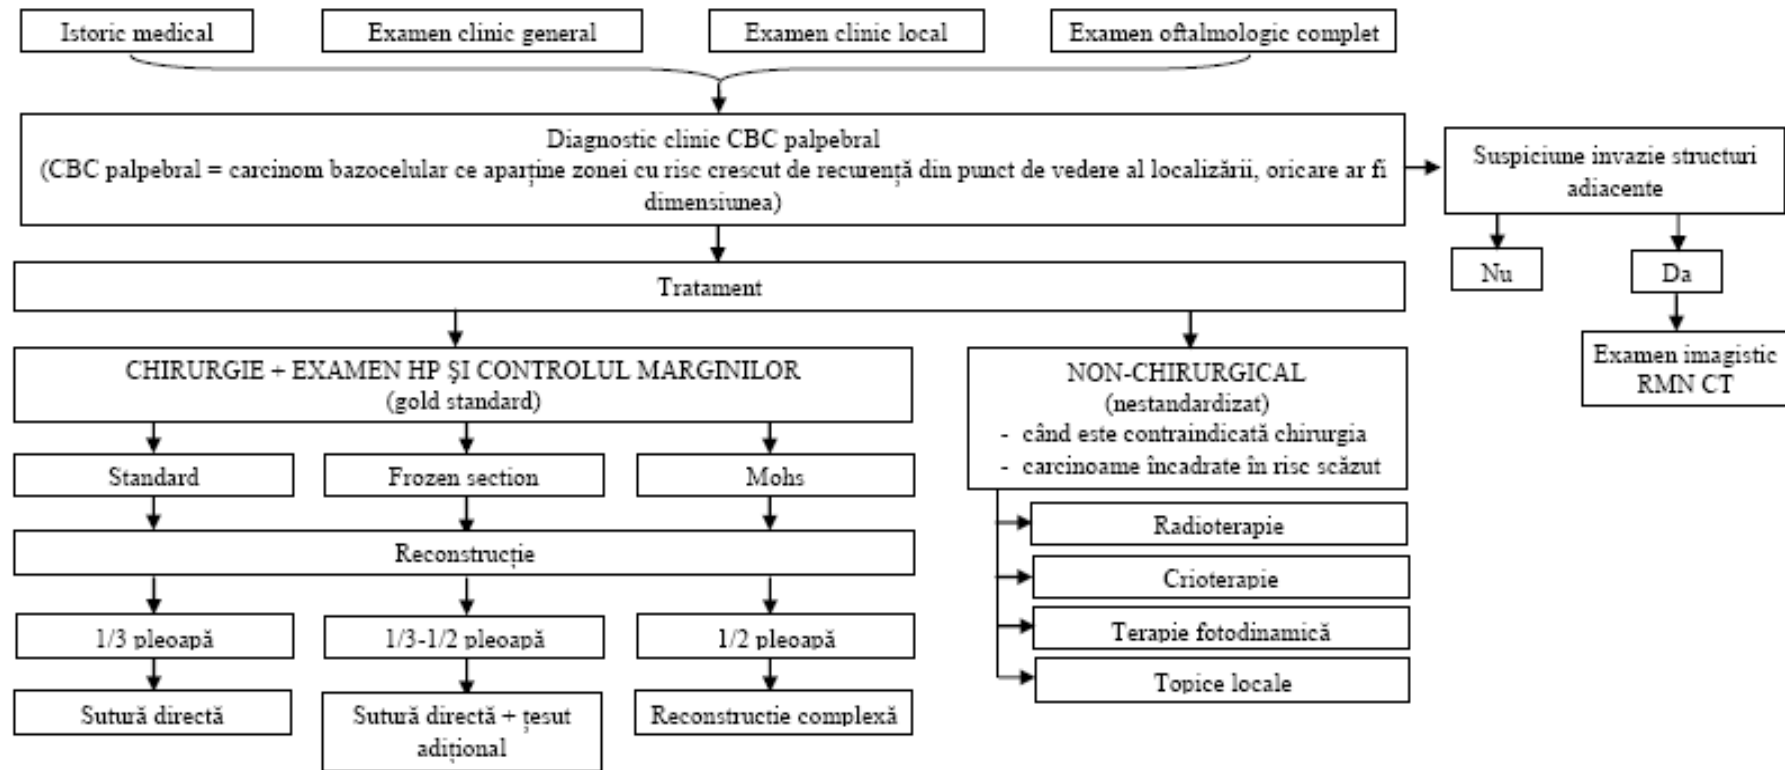 Istoric medical
Examen clinic general
Examen clinic local
Examen oftalmologic complet
Diagnostic clinic CBC palpebral
(CBC palpebral = carcinom bazocelular ce aparține zonei cu risc crescut de recurență din punct de vedere al localizării, oricare ar fi
dimensiunea)
Suspiciune invazie structuri
adiacente
Nu
Da
Examen imagistic
RMN CT
Tratament
CHIRURGIE + EXAMEN HP ŞI CONTROLUL MARGINILOR
(gold standard)
NON-CHIRURGICAL
(nestandardizat)
- când este contraindicată chirurgia
- carcinoame încadrate în risc scăzut
Standard
Frozen section
Mohs
Reconstrucție
1/3 pleoapă
1/3-1/2 pleoapă
1/2 pleoapă
Sutură directă
Sutură directă + țesut
adițional
Reconstructie complexă
Radioterapie
Crioterapie
Terapie fotodinamică
Topice locale